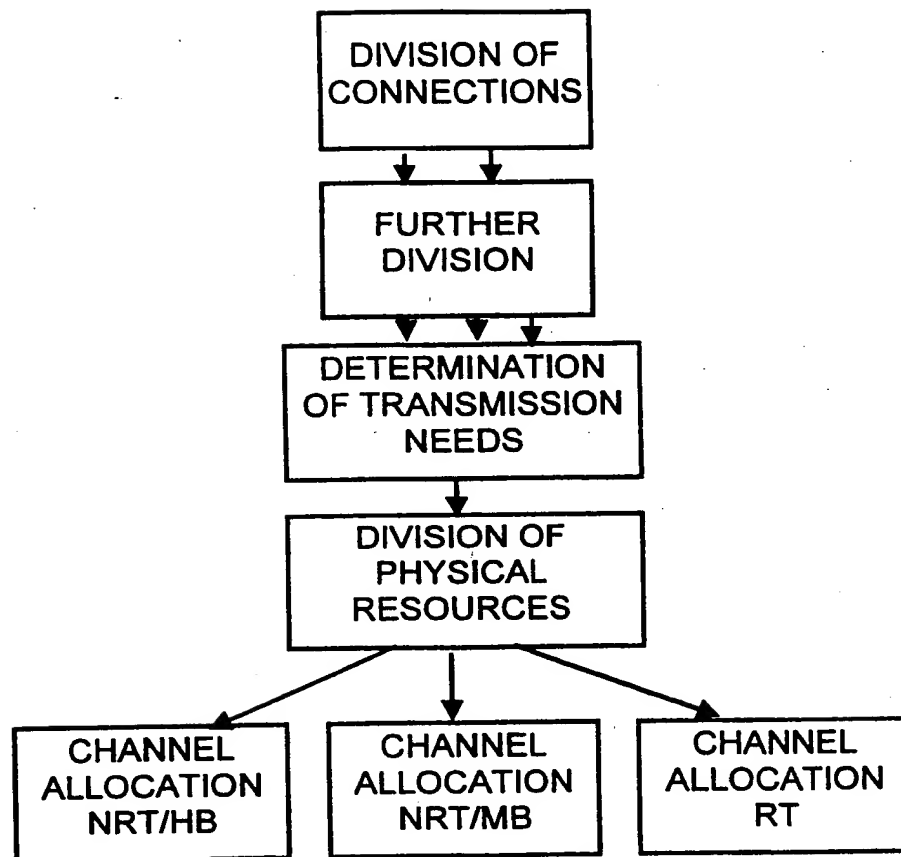 DIVISION OF
CONNECTIONS
FURTHER
DIVISION
DETERMINATION
OF TRANSMISSION
NEEDS
DIVISION OF
PHYSICAL
RESOURCES
CHANNEL
ALLOCATION
NRT/HB
CHANNEL
ALLOCATION
NRT/MB
CHANNEL
ALLOCATION
RT